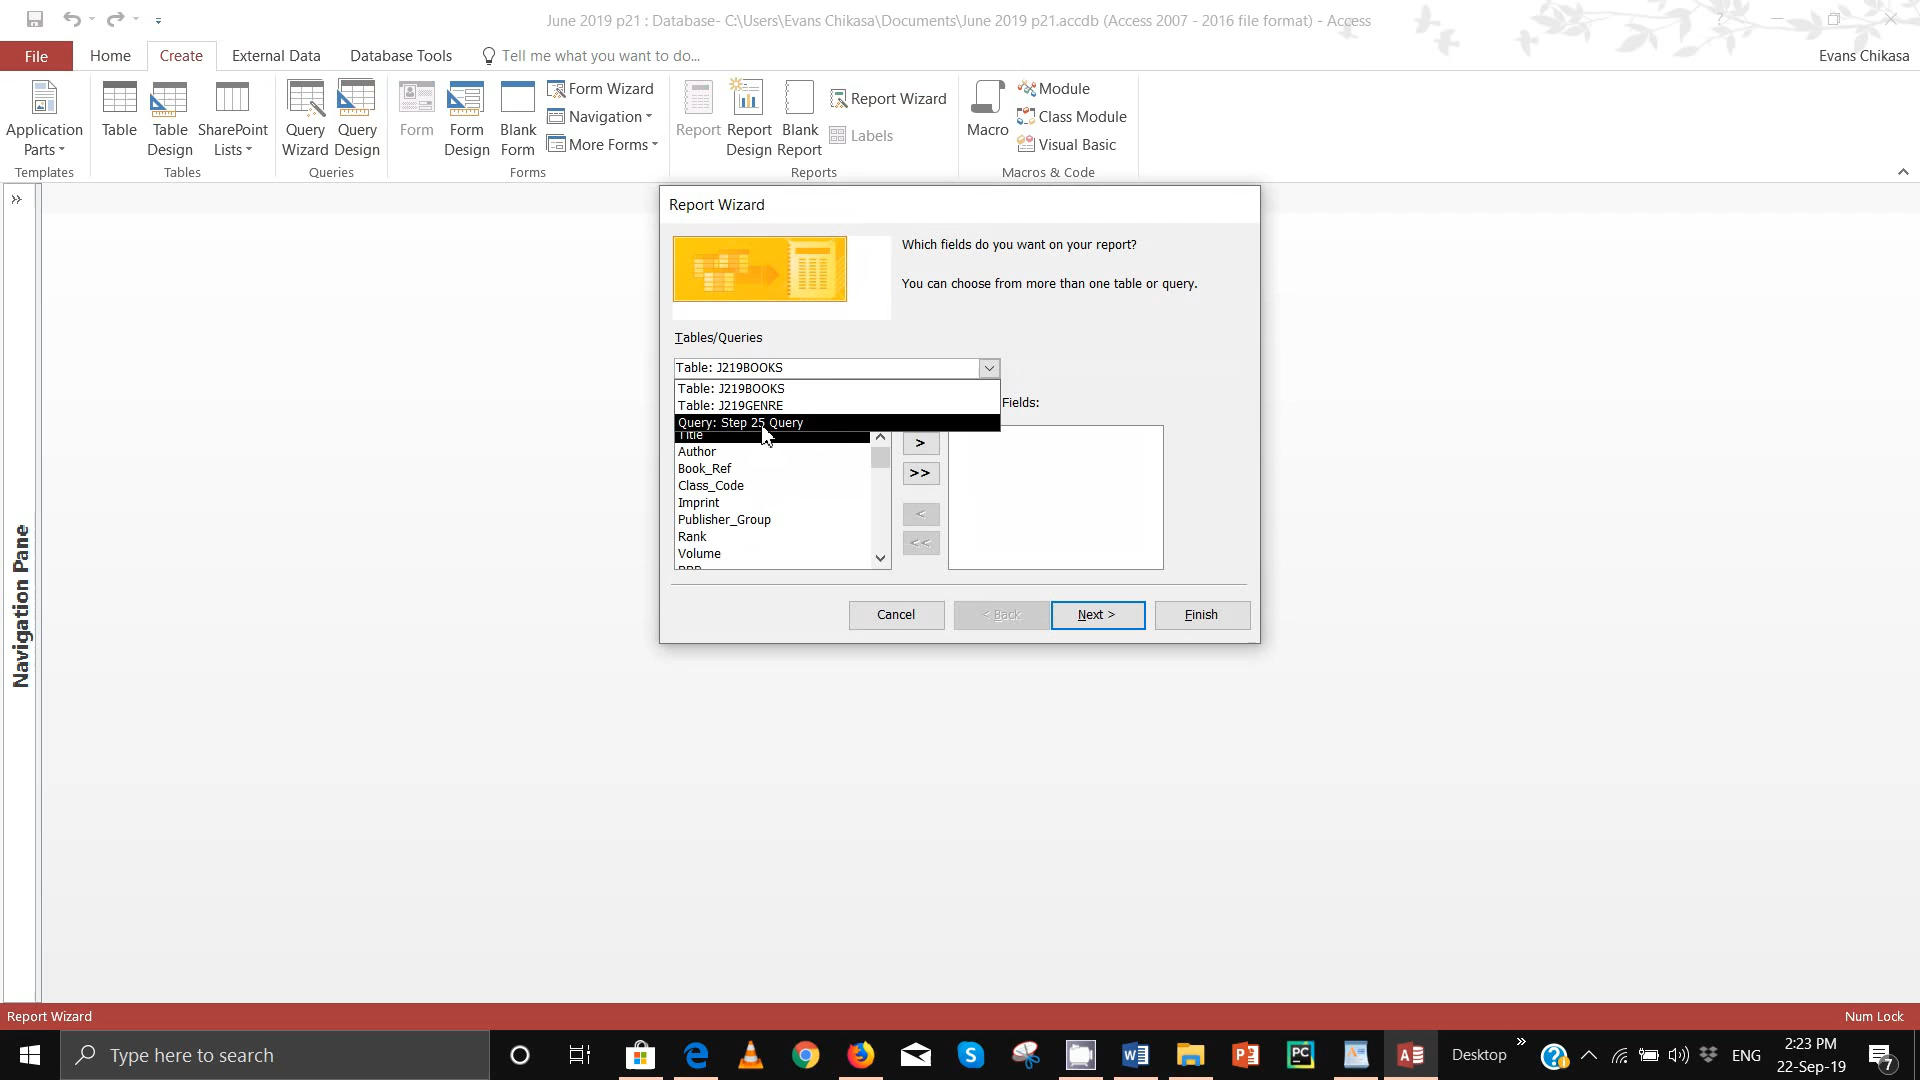 June 2019 p21 : Database- C:\Users\Evans Chikasa\Documents\June 2019 p21.accdb (Access 2007 - 2016 file format) - Access
File
Home
Create
External Data
Database Tools
Tell me what you want to do...
Evans Chikasa
Application Parts
Table
Table Design
SharePoint Lists
Query Wizard
Query Design
Form
Form Design
Blank Form
Form Wizard
Navigation
More Forms
Report
Report Design
Blank Report
Report Wizard
Labels
Macro
Module
Class Module
Visual Basic
Templates
Tables
Queries
Forms
Reports
Macros & Code
Navigation Pane
Report Wizard
Which fields do you want on your report?
You can choose from more than one table or query.
Tables/Queries
Table: J219BOOKS
Table: J219BOOKS
Table: J219GENRE
Query: Step 25 Query
Fields:
Title
Author
Book_Ref
Class_Code
Imprint
Publisher_Group
Rank
Volume
>
>>
<
<<
Cancel
< Back
Next >
Finish
Report Wizard
Num Lock
Type here to search
Desktop
ENG
2:23 PM
22-Sep-19
7